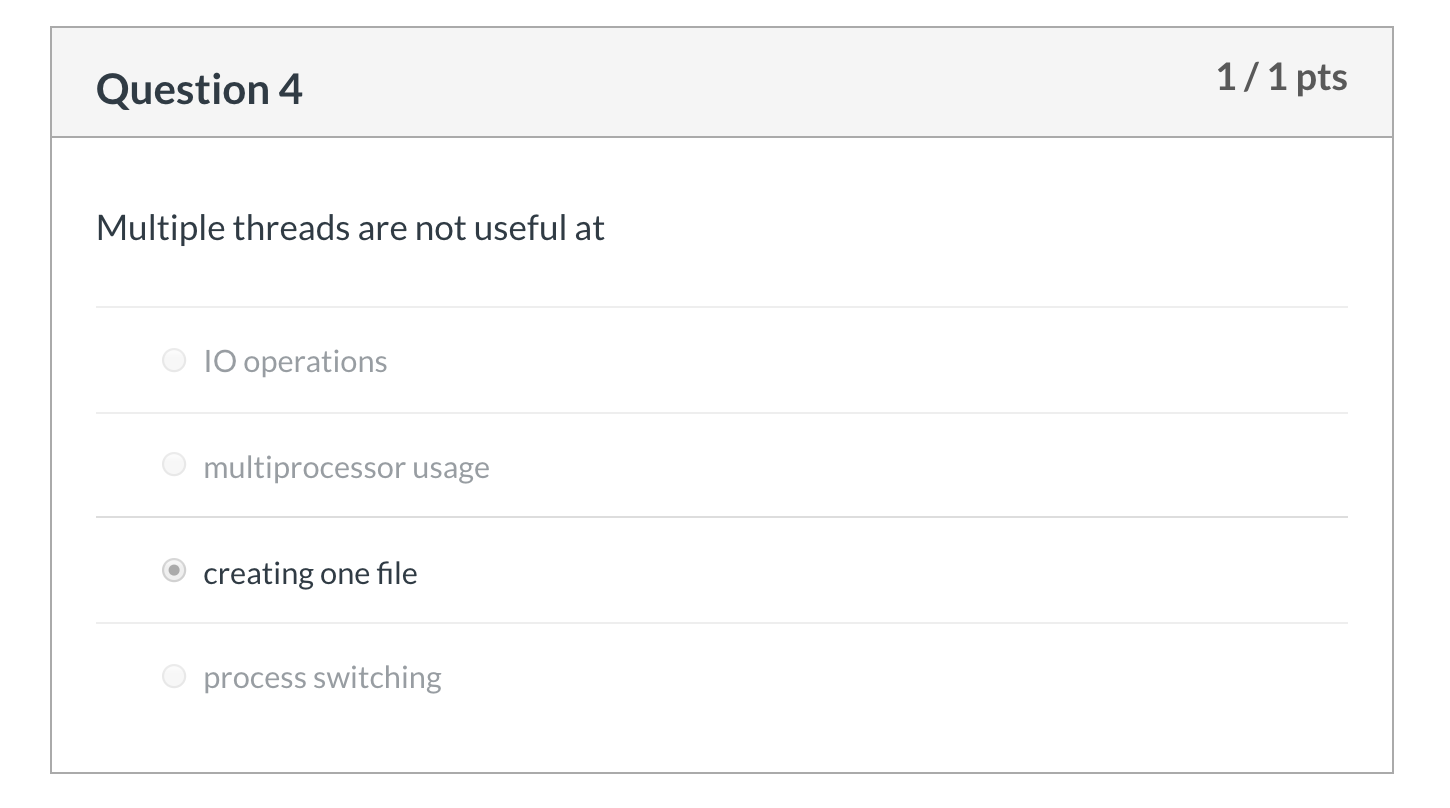 Question 4
1 / 1 pts
Multiple threads are not useful at
IO operations
multiprocessor usage
creating one file
process switching